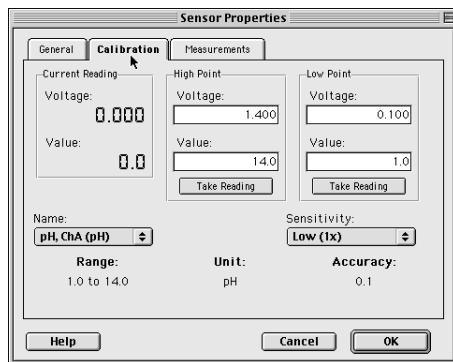 Sensor Properties
General Calibration Measurements
Current Reading
Voltage:
0.000
Value:
0.0
High Point
Voltage:
1.400
Value:
14.0
Take Reading
Low Point
Voltage:
0.100
Value:
1.0
Take Reading
Name:
pH, ChA (pH)
Sensitivity:
Low (1x)
Range: Unit: Accuracy:
1.0 to 14.0 pH 0.1
Help Cancel OK